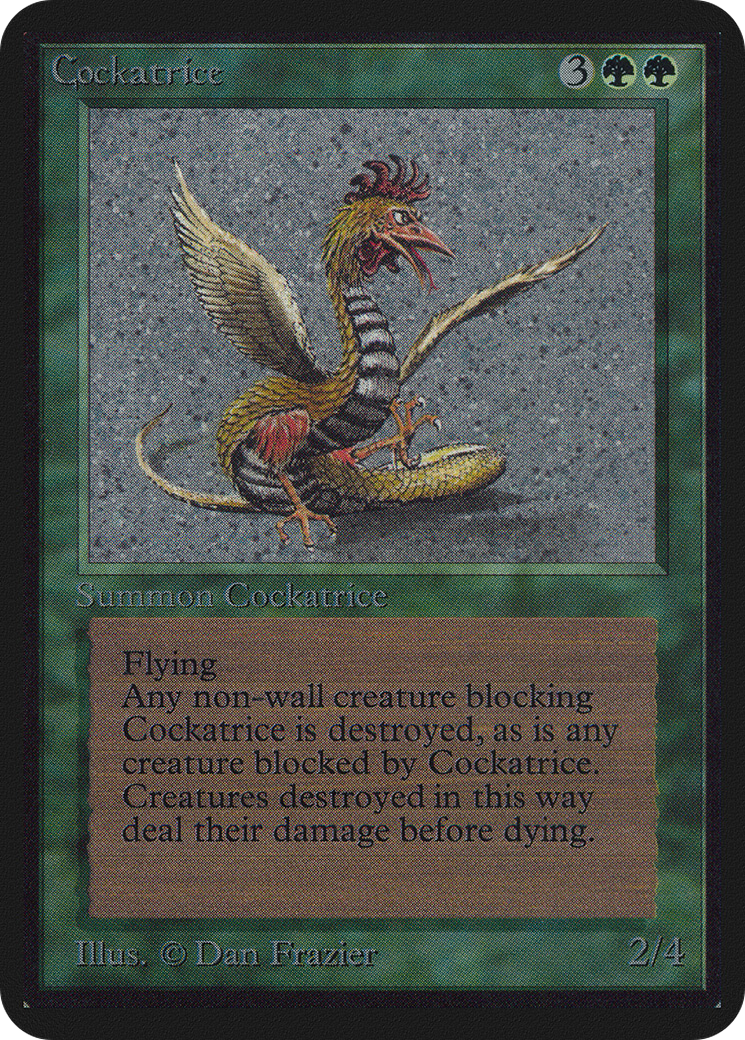 Cockatrice 3
Summon Cockatrice
Flying
Any non-wall creature blocking
Cockatrice is destroyed, as is any
creature blocked by Cockatrice.
Creatures destroyed in this way
deal their damage before dying.
Illus. © Dan Frazier 2/4